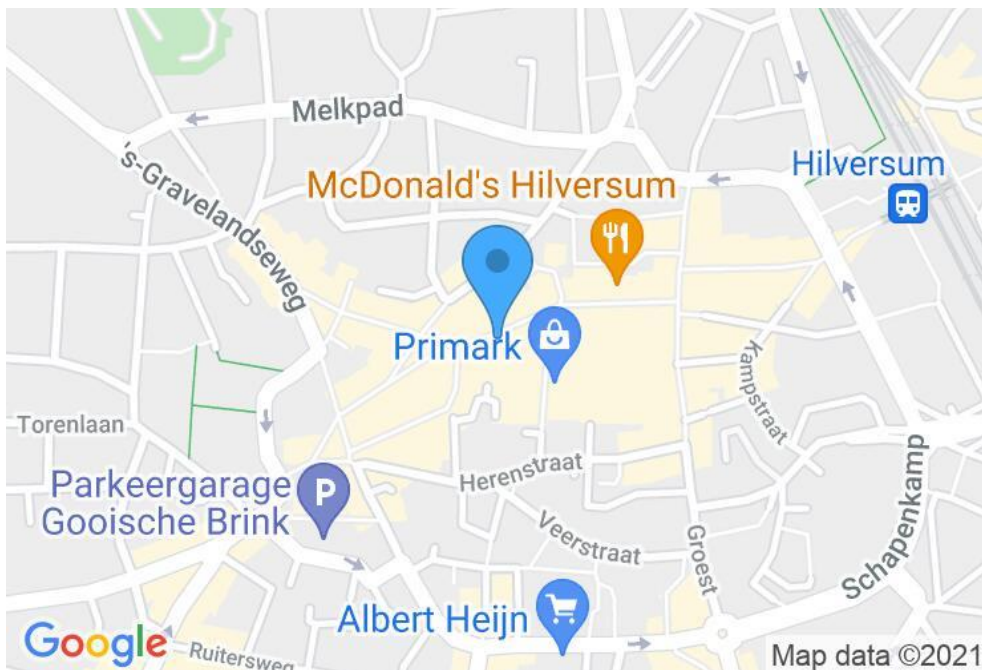 Melkpad
's-Gravelandseweg
Hilversum
McDonald's Hilversum
Primark
Kampstraat
Torenlaan
Herenstraat
Parkeergarage
Gooische Brink
P
Veerstraat
Groest
Schapenkamp
Albert Heijn
Google
Ruitersweg
Map data ©2021